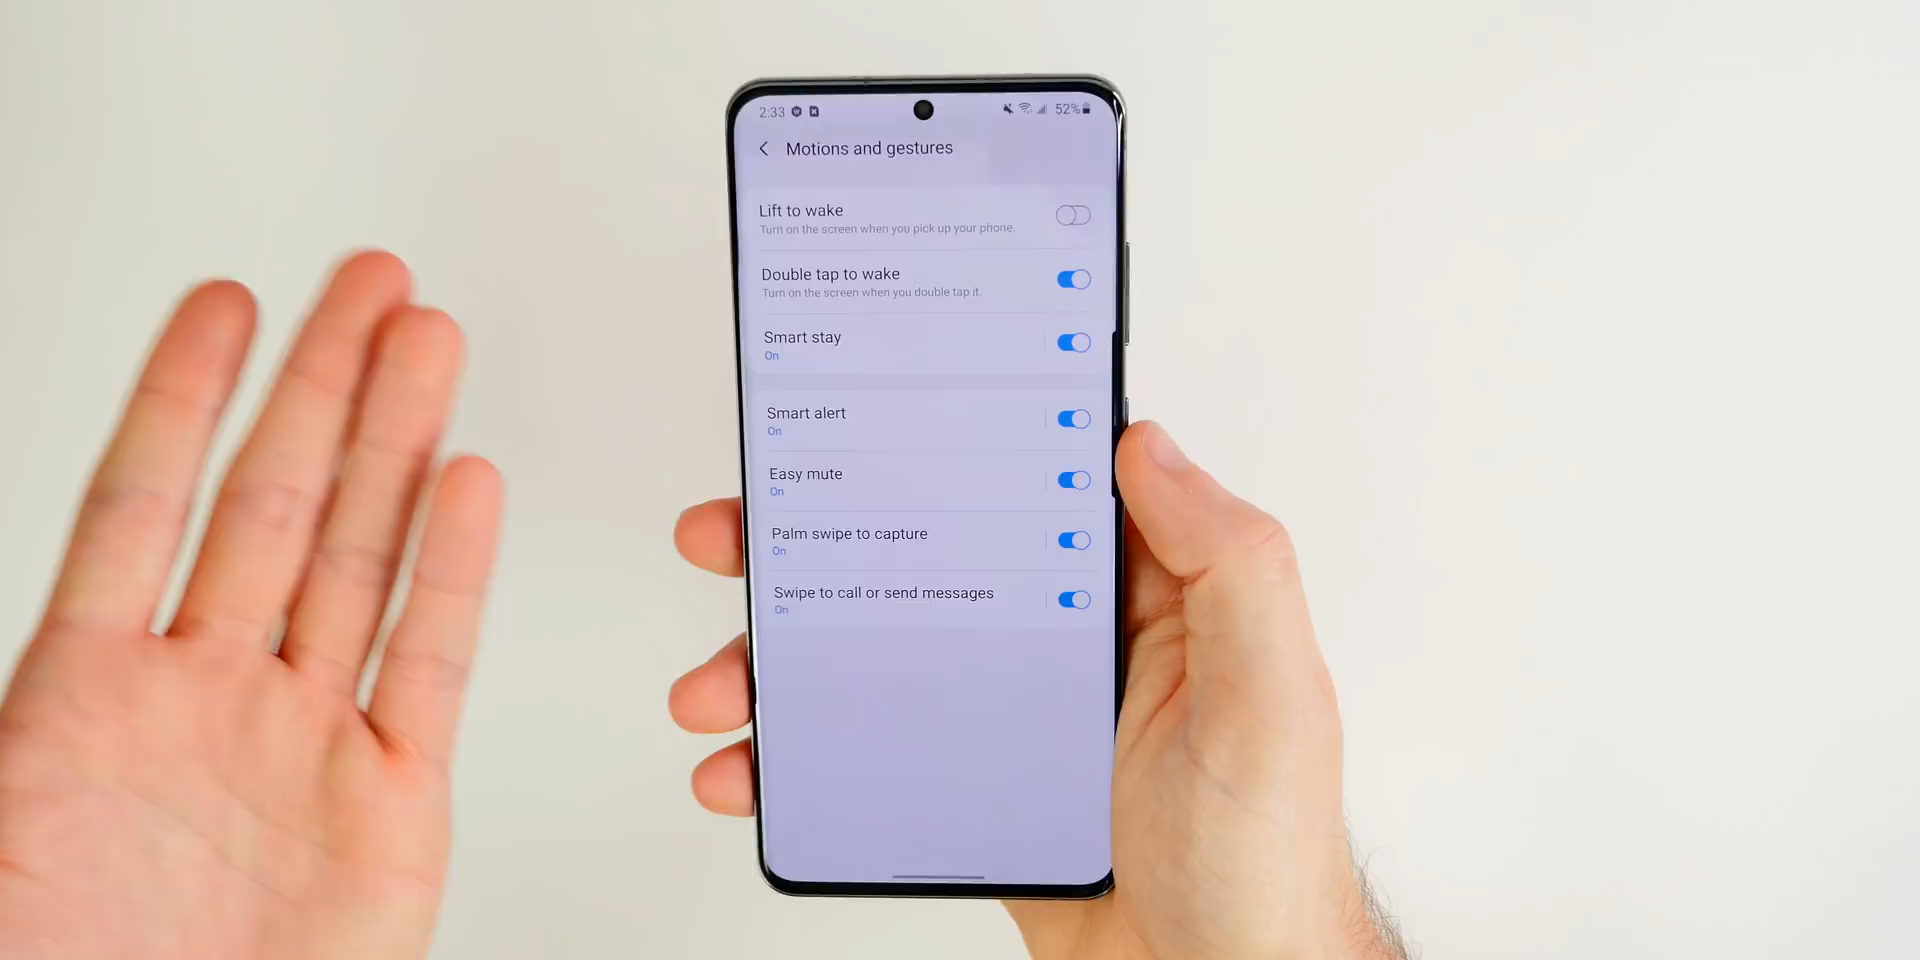 2:33 52%
Motions and gestures
Lift to wake
Turn on the screen when you pick up your phone.
Double tap to wake
Turn on the screen when you double tap it.
Smart stay
On
Smart alert
On
Easy mute
On
Palm swipe to capture
On
Swipe to call or send messages
On